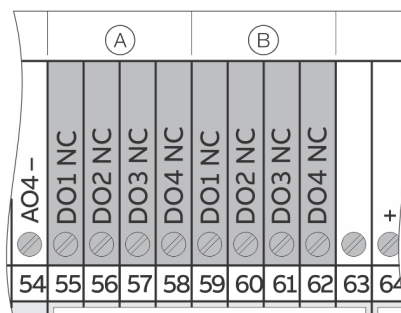 A B
AO4 – DO1 NC DO2 NC DO3 NC DO4 NC DO1 NC DO2 NC DO3 NC DO4 NC +
54 55 56 57 58 59 60 61 62 63 64